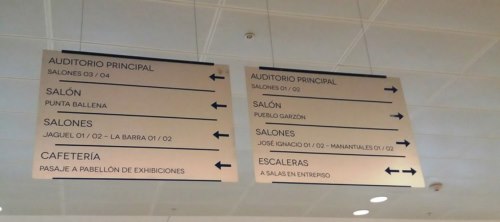 AUDITORIO PRINCIPAL
SALONES 03 / 04
SALÓN
PUNTA BALLENA
SALONES
JAGUEL 01 / 02 - LA BARRA 01 / 02
CAFETERÍA
PASAJE A PABELLÓN DE EXHIBICIONES
AUDITORIO PRINCIPAL
SALONES 01 / 02
SALÓN
PUEBLO GARZÓN
SALONES
JOSÉ IGNACIO 01 / 02 - MANANTIALES 01 / 02
ESCALERAS
A SALAS EN ENTREPISO